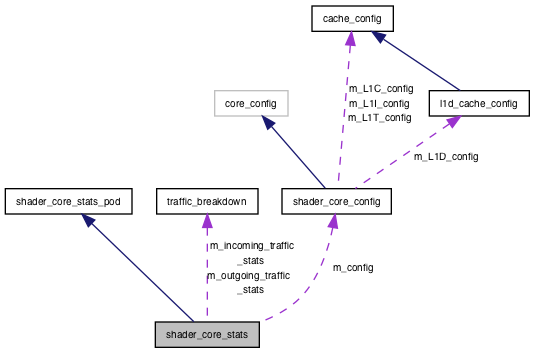 cache_config
m_L1C_config
m_L1I_config
m_L1T_config
core_config
l1d_cache_config
m_L1D_config
shader_core_stats_pod
traffic_breakdown
shader_core_config
m_incoming_traffic
_stats
m_outgoing_traffic
_stats
m_config
shader_core_stats